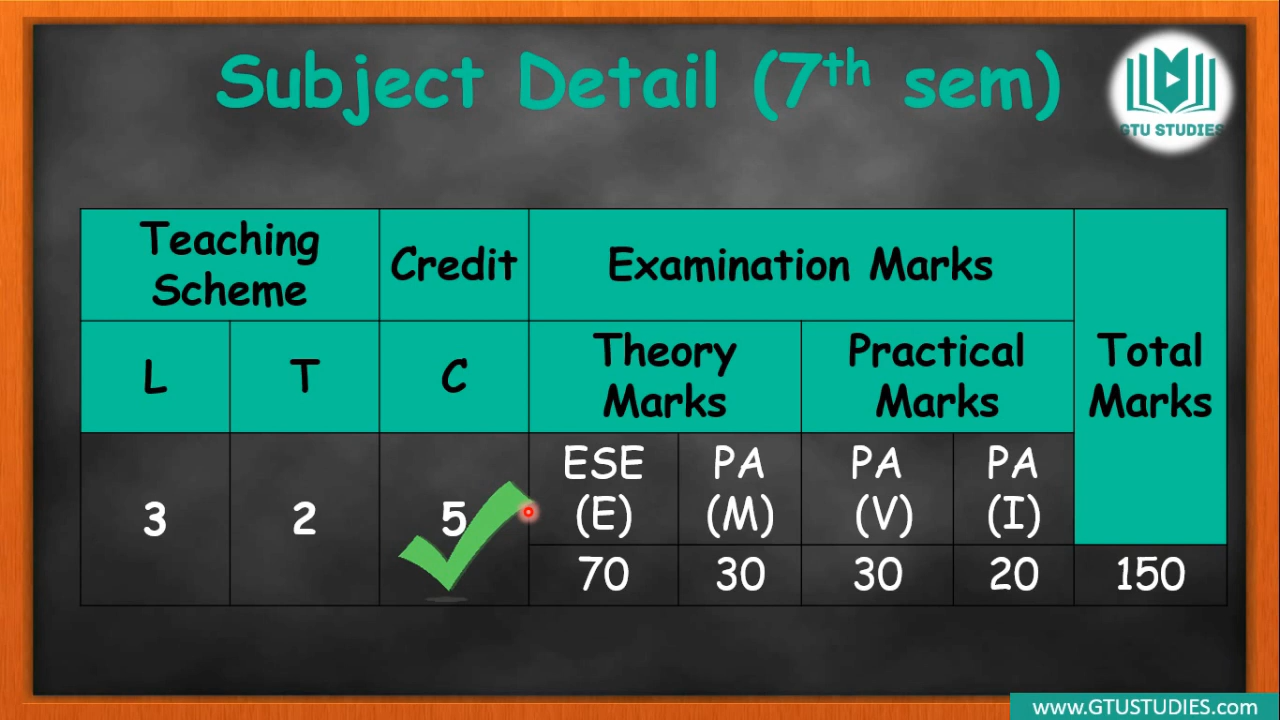 Subject Detail (7th sem)
GTU STUDIES
Teaching
Scheme
Credit
Examination Marks
Total
Marks
L
T
C
Theory
Marks
Practical
Marks
3
2
5
ESE
(E)
PA
(M)
PA
(V)
PA
(I)
70
30
30
20
150
www.GTUSTUDIES.com